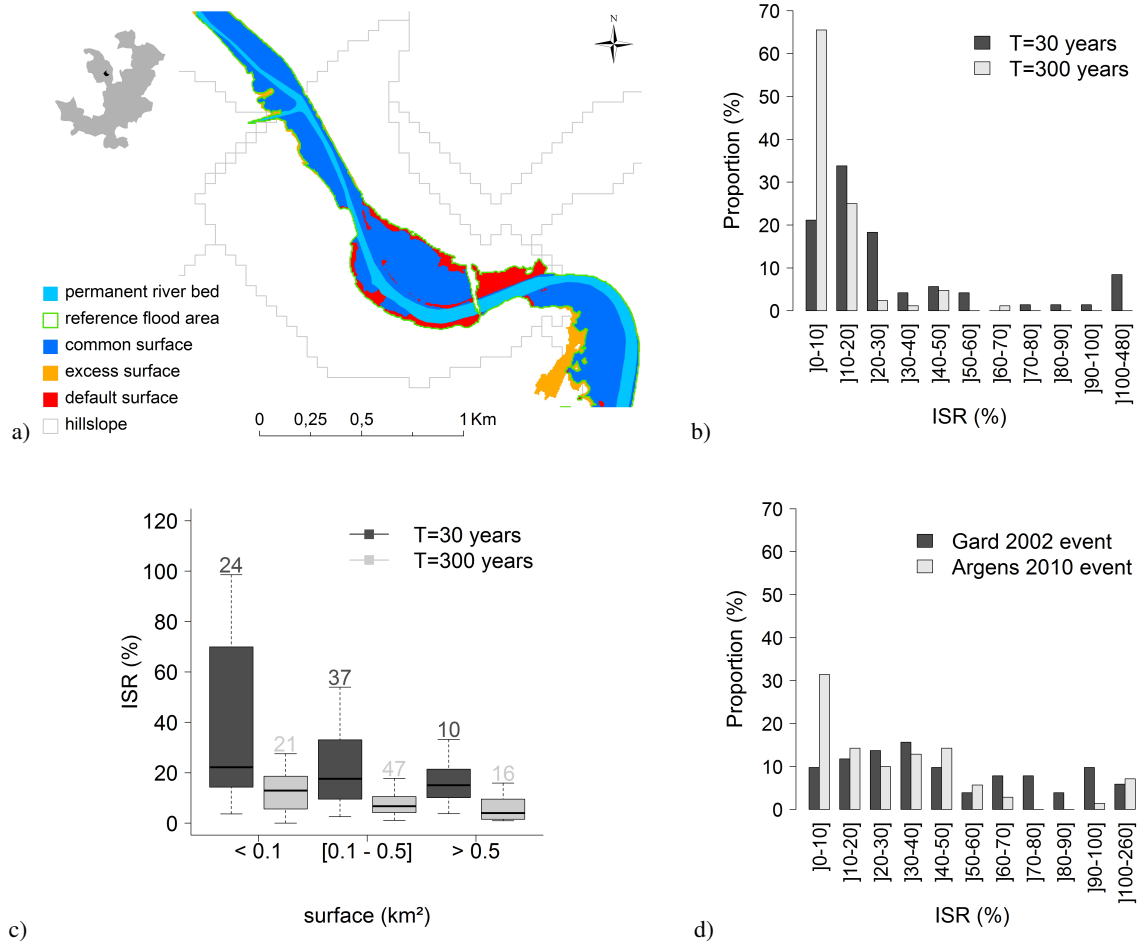 N
permanent river bed
reference flood area
common surface
excess surface
default surface
hillslope
0 0,25 0,5 1 Km
a)
70
60
50
40
30
20
10
0
Proportion (%)
T=30 years
T=300 years
]0-10]
]10-20]
]20-30]
]30-40]
]40-50]
]50-60]
]60-70]
]70-80]
]80-90]
]90-100]
]100-480]
ISR (%)
b)
120
100
80
60
40
20
0
ISR (%)
T=30 years
T=300 years
24
21
37
47
10
16
< 0.1
[0.1 - 0.5]
> 0.5
surface (km²)
c)
70
60
50
40
30
20
10
0
Proportion (%)
Gard 2002 event
Argens 2010 event
]0-10]
]10-20]
]20-30]
]30-40]
]40-50]
]50-60]
]60-70]
]70-80]
]80-90]
]90-100]
]100-260]
ISR (%)
d)